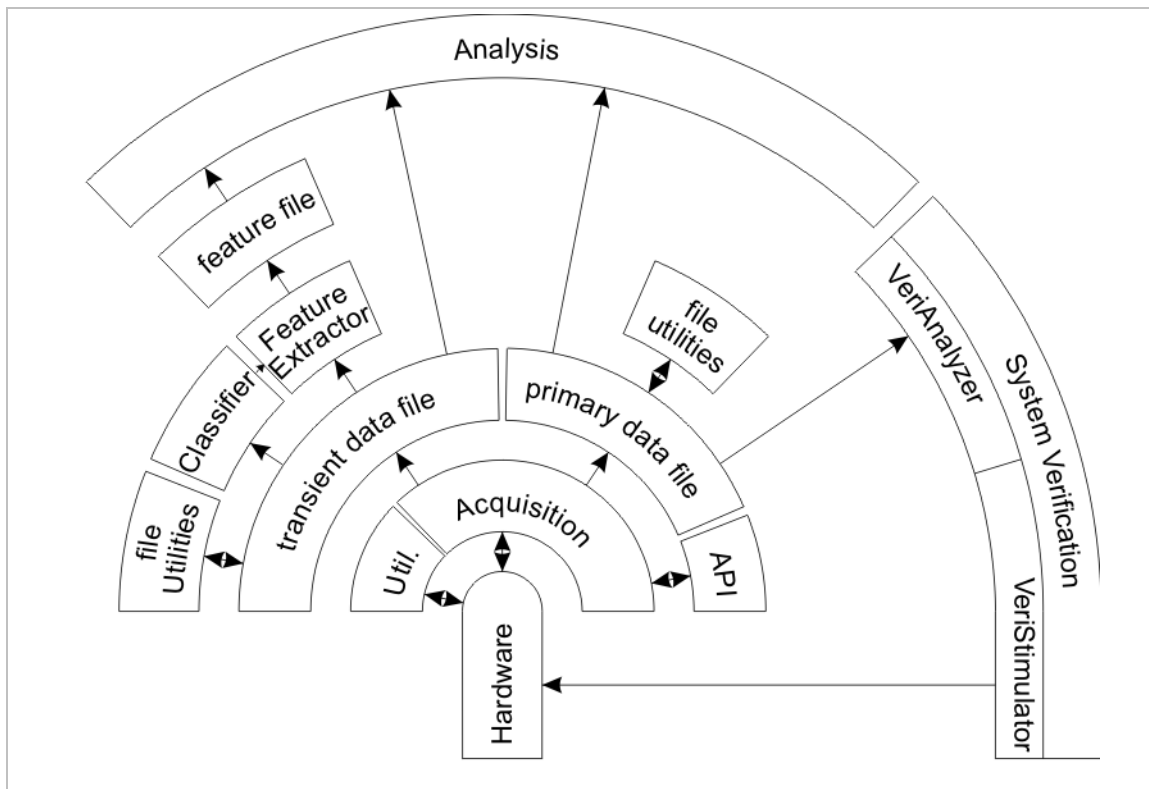 Analysis
feature file
Feature
Extractor
Classifier
file
Utilities
transient data file
primary data file
file
utilities
Acquisition
Util.
API
Hardware
VeriAnalyzer
VeriStimulator
System Verification